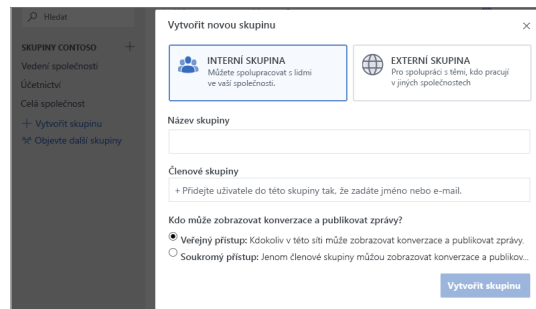 Hledat
SKUPINY CONTOSO +
Vedení společnosti
Účetnictví
Celá společnost
+ Vytvořit skupinu
Objevte další skupiny
Vytvořit novou skupinu
INTERNÍ SKUPINA
Můžete spolupracovat s lidmi
ve vaší společnosti.
EXTERNÍ SKUPINA
Pro spolupráci s těmi, kdo pracují
v jiných společnostech
Název skupiny
Členové skupiny
+ Přidejte uživatele do této skupiny tak, že zadáte jméno nebo e-mail.
Kdo může zobrazovat konverzace a publikovat zprávy?
Veřejný přístup: Kdokoliv v této síti může zobrazovat konverzace a publikovat zprávy.
Soukromý přístup: Jenom členové skupiny můžou zobrazovat konverzace a publikov...
Vytvořit skupinu